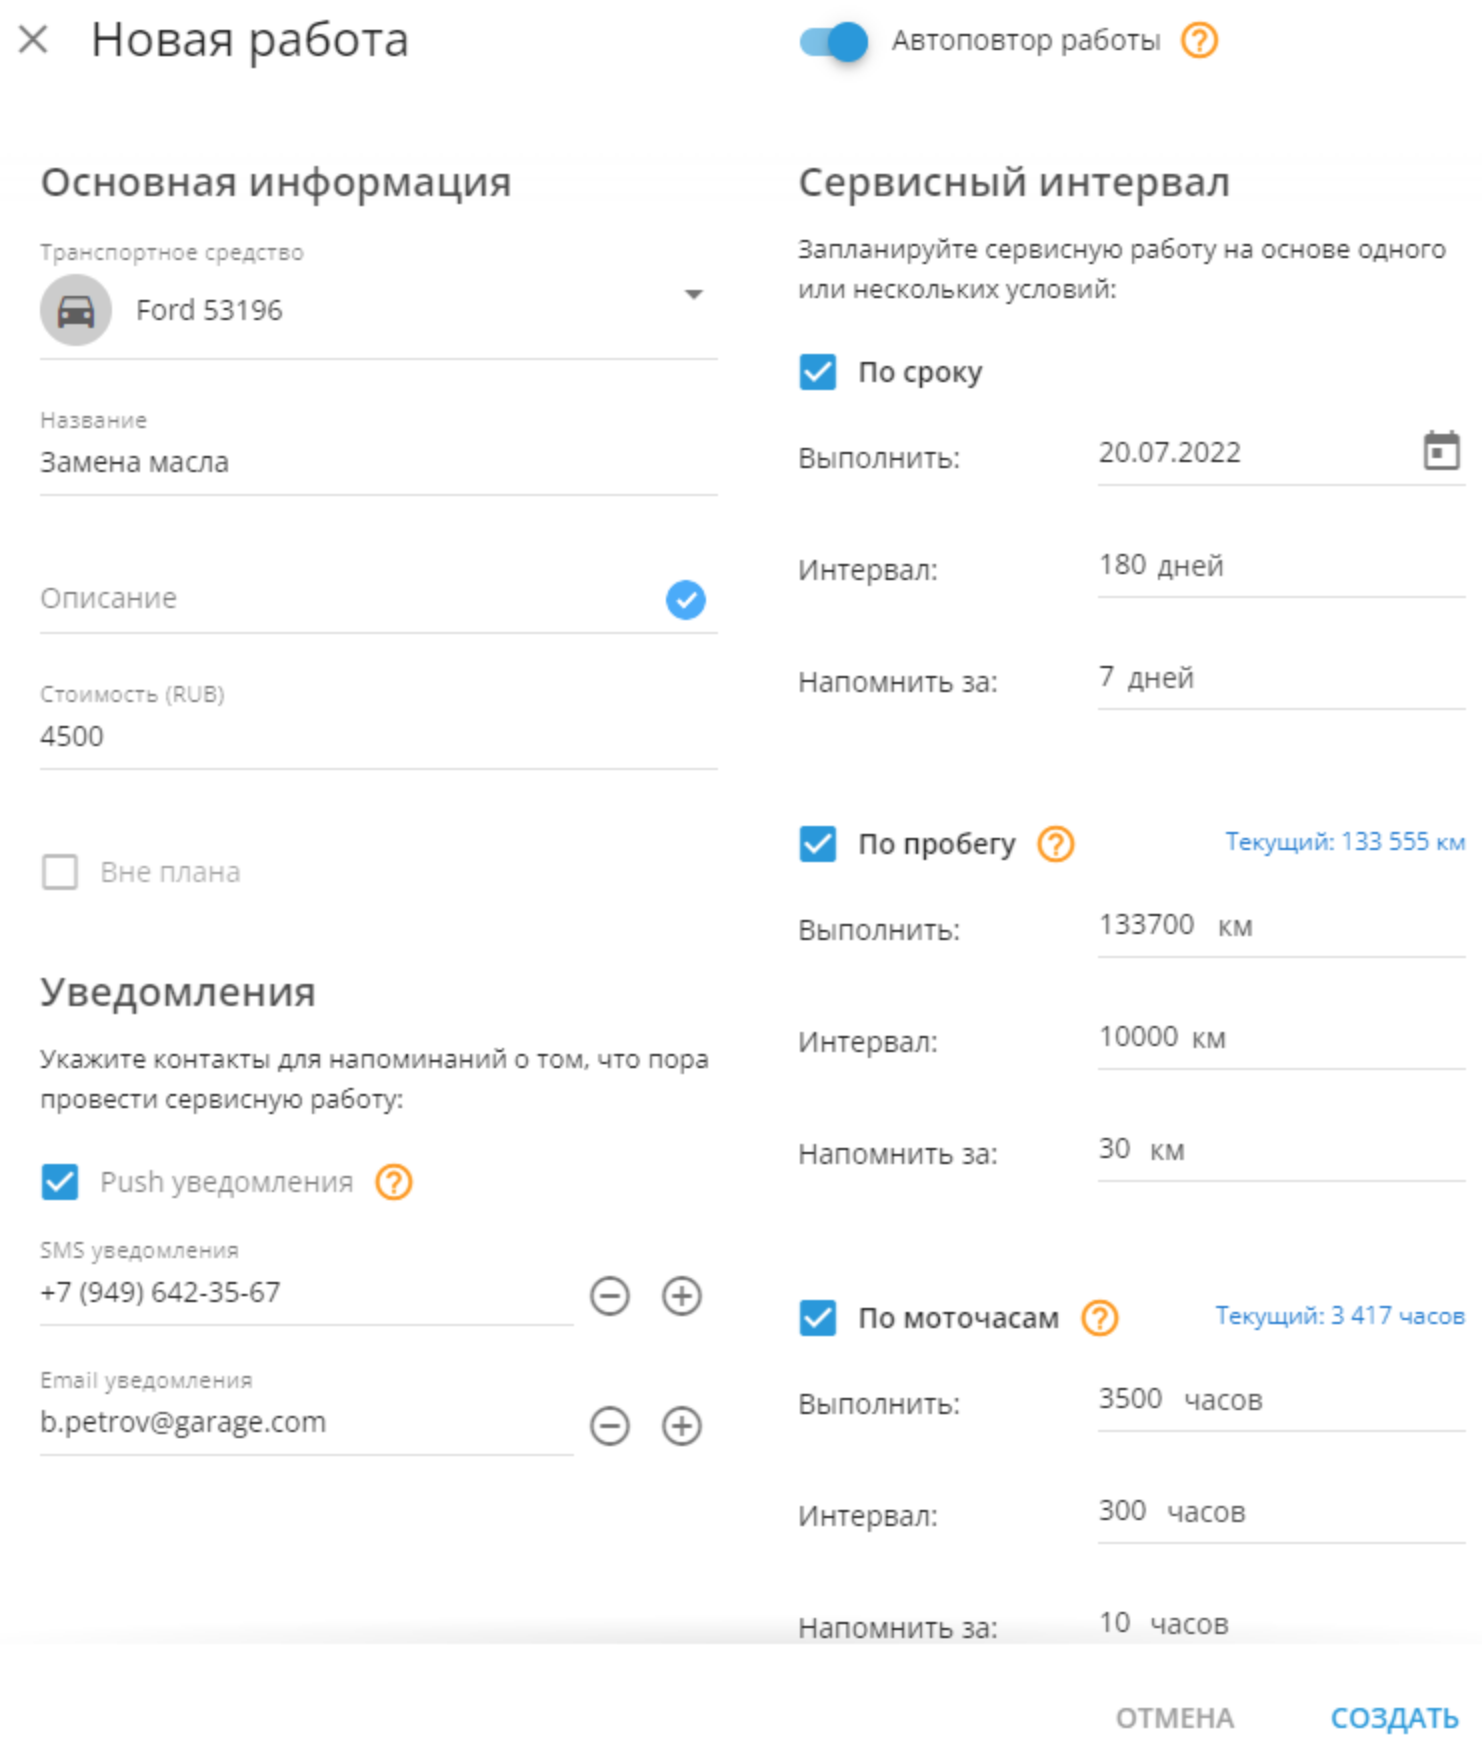 Новая работа
Автоповтор работы
Основная информация
Транспортное средство
Ford 53196
Название
Замена масла
Описание
Стоимость (RUB)
4500
Вне плана
Уведомления
Укажите контакты для напоминаний о том, что пора
провести сервисную работу:
Push уведомления
SMS уведомления
+7 (949) 642-35-67
Email уведомления
b.petrov@garage.com
Сервисный интервал
Запланируйте сервисную работу на основе одного
или нескольких условий:
По сроку
Выполнить: 20.07.2022
Интервал: 180 дней
Напомнить за: 7 дней
По пробегу Текущий: 133 555 км
Выполнить: 133700 км
Интервал: 10000 км
Напомнить за: 30 км
По моточасам Текущий: 3 417 часов
Выполнить: 3500 часов
Интервал: 300 часов
Напомнить за: 10 часов
ОТМЕНА СОЗДАТЬ